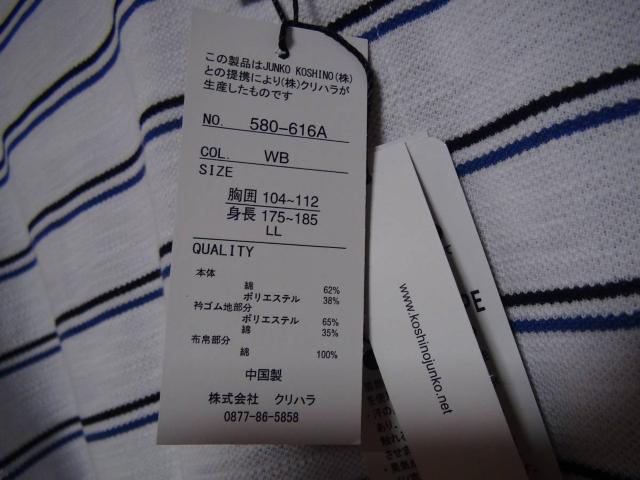 この製品はJUNKO KOSHINO(株)
との提携により(株)クリハラが
生産したものです
NO. 580-616A
COL. WB
SIZE
胸囲 104~112
身長 175~185
LL
QUALITY
本体
綿 62%
ポリエステル 38%
衿ゴム地部分
ポリエステル 65%
綿 35%
布帛部分
綿 100%
中国製
株式会社 クリハラ
0877-86-5858
www.koshinojunko.net